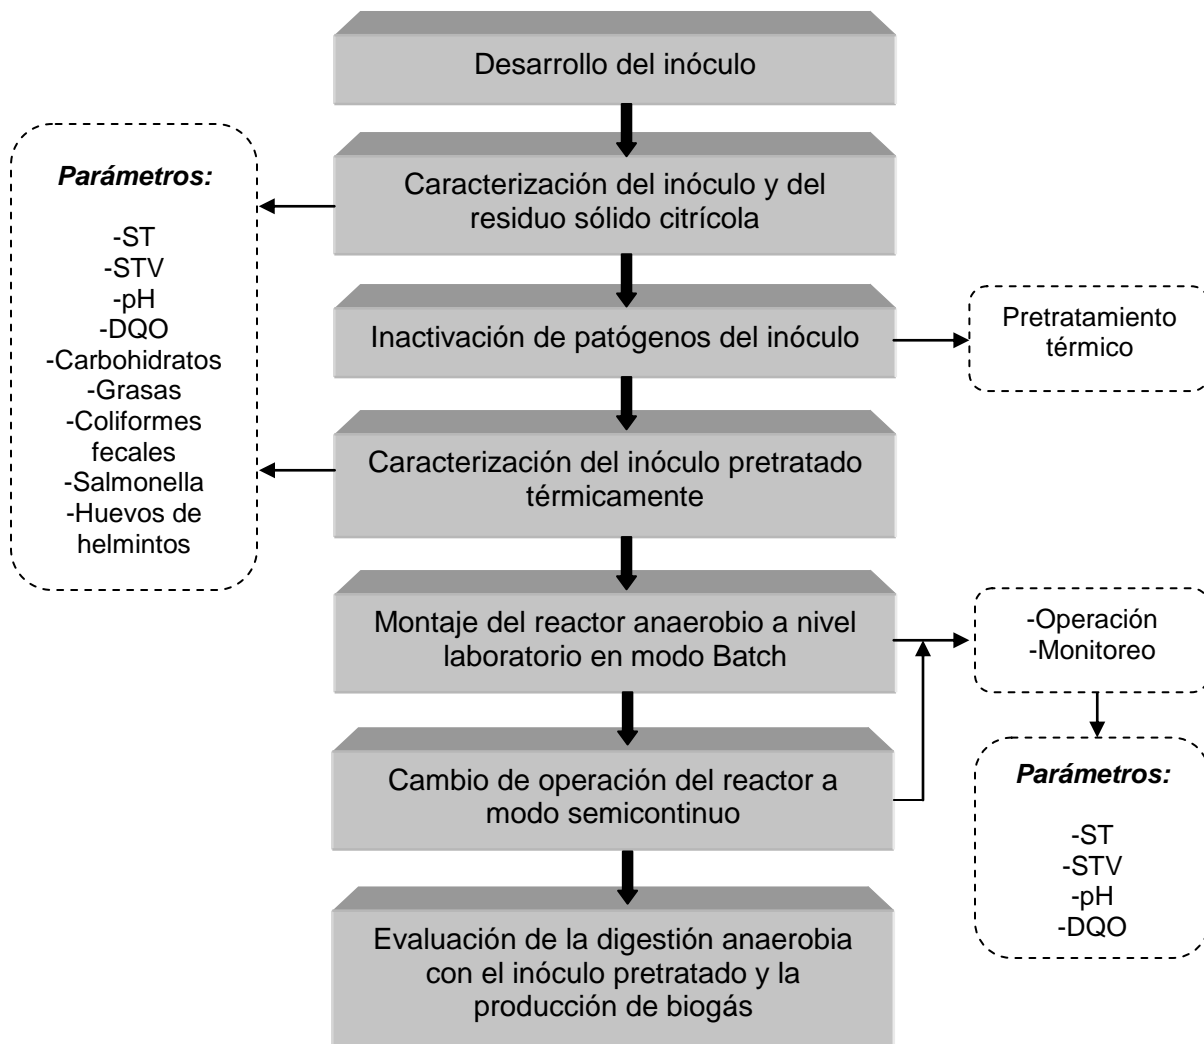 Desarrollo del inóculo
Parámetros:
-ST
-STV
-pH
-DQO
-Carbohidratos
-Grasas
-Coliformes
fecales
-Salmonella
-Huevos de
helmintos
Caracterización del inóculo y del
residuo sólido citrícola
Inactivación de patógenos del inóculo
Pretratamiento
térmico
Caracterización del inóculo pretratado
térmicamente
Montaje del reactor anaerobio a nivel
laboratorio en modo Batch
-Operación
-Monitoreo
Cambio de operación del reactor a
modo semicontinuo
Parámetros:
-ST
-STV
-pH
-DQO
Evaluación de la digestión anaerobia
con el inóculo pretratado y la
producción de biogás